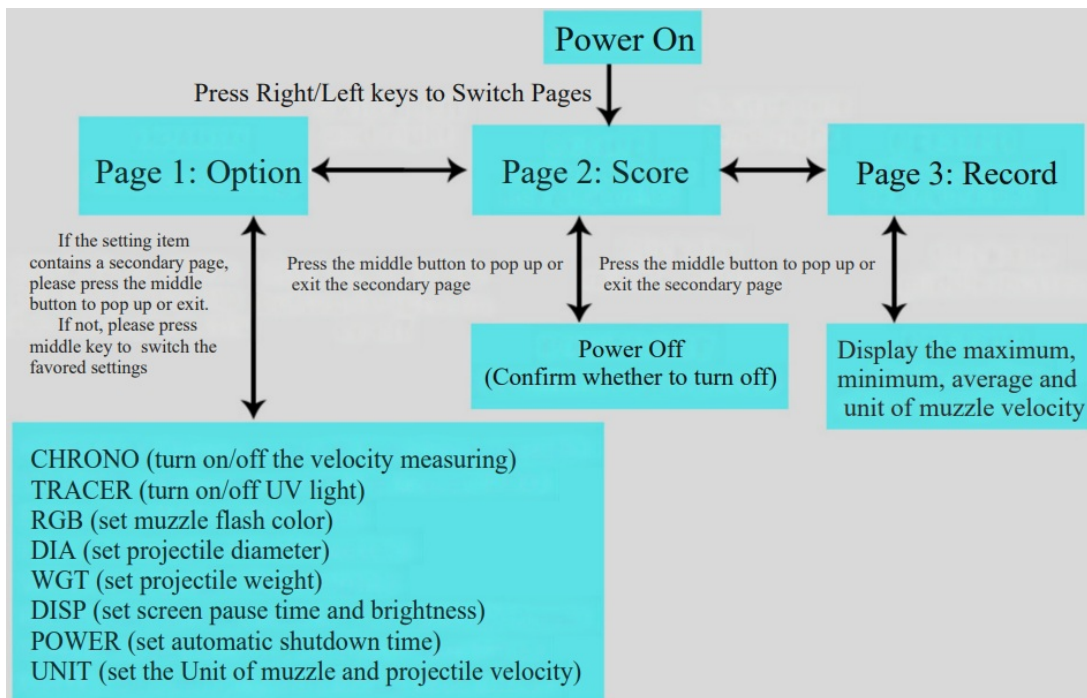 Power On
Press Right/Left keys to Switch Pages
Page 1: Option
Page 2: Score
Page 3: Record
If the setting item
contains a secondary page,
please press the middle
button to pop up or exit.
If not, please press
middle key to switch the
favored settings
Press the middle button to pop up or
exit the secondary page
Press the middle button to pop up or
exit the secondary page
Power Off
(Confirm whether to turn off)
Display the maximum,
minimum, average and
unit of muzzle velocity
CHRONO (turn on/off the velocity measuring)
TRACER (turn on/off UV light)
RGB (set muzzle flash color)
DIA (set projectile diameter)
WGT (set projectile weight)
DISP (set screen pause time and brightness)
POWER (set automatic shutdown time)
UNIT (set the Unit of muzzle and projectile velocity)